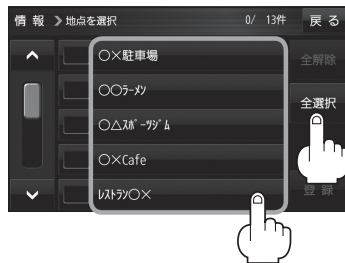 情報 ❯地点を選択 0/ 13件 戻る
○×駐車場
全解除
○○ﾗｰﾒﾝ
全選択
○△ｽﾎﾟｰﾂｼﾞﾑ
○×Cafe
ﾚｽﾄﾗﾝ○×
登録